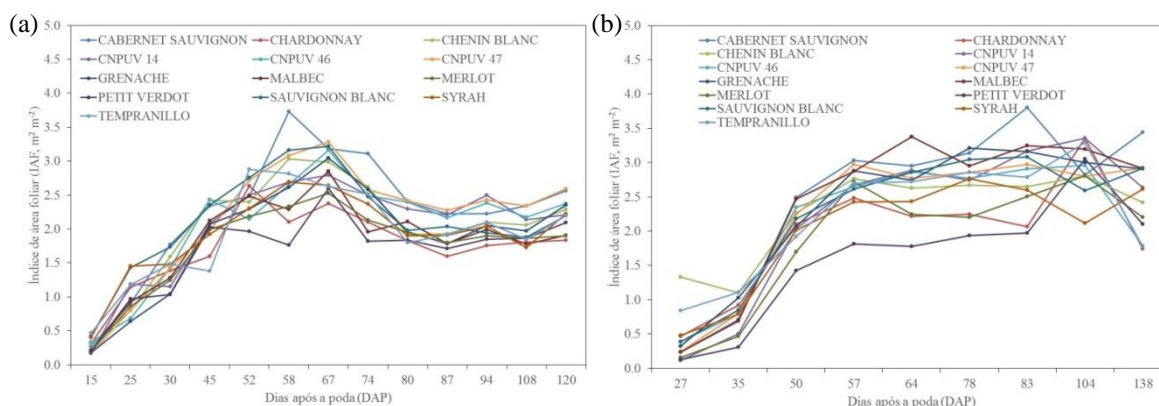 (a)
Índice de área foliar (IAF, m² m⁻²)
5.0
4.5
4.0
3.5
3.0
2.5
2.0
1.5
1.0
0.5
0.0
CABERNET SAUVIGNON CHARDONNAY CHENIN BLANC
CNPUV 14 CNPUV 46 CNPUV 47
GRENACHE MALBEC MERLOT
PETIT VERDOT SAUVIGNON BLANC SYRAH
TEMPRANILLO
15 25 30 45 52 58 67 74 80 87 94 108 120
Dias após a poda (DAP)
(b)
Índice de área foliar (IAF, m² m⁻²)
5.0
4.5
4.0
3.5
3.0
2.5
2.0
1.5
1.0
0.5
0.0
CABERNET SAUVIGNON CHARDONNAY
CHENIN BLANC CNPUV 14
CNPUV 46 CNPUV 47
GRENACHE MALBEC
MERLOT PETIT VERDOT
SAUVIGNON BLANC SYRAH
TEMPRANILLO
27 35 50 57 64 78 83 104 138
Dias após a poda (DAP)